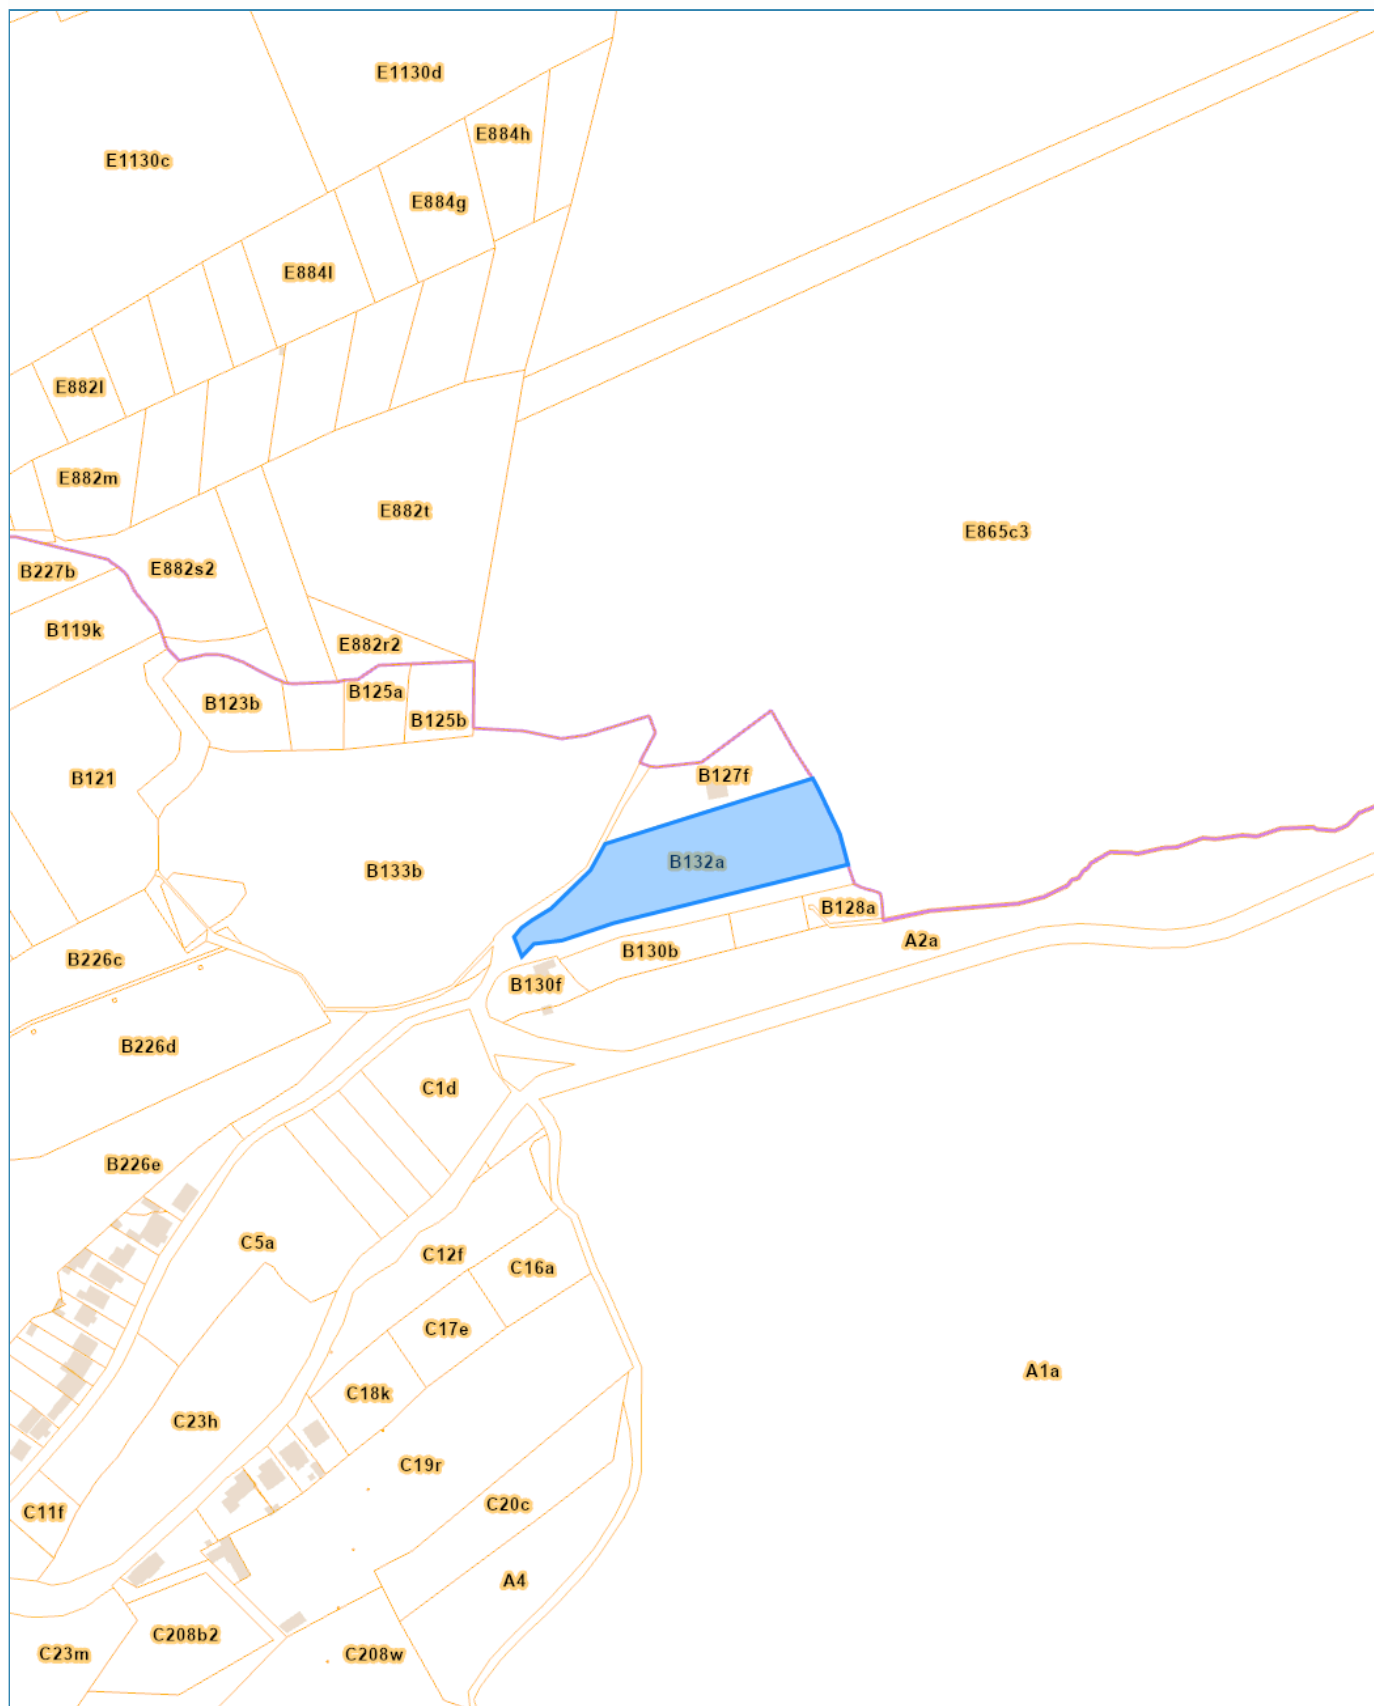 E1130d
E884h
E1130c
E884g
E884l
E882l
E882m
E882t
E865c3
E882s2
B227b
B119k
E882r2
B125a
B123b
B125b
B127f
B121
B132a
B133b
B128a
A2a
B130b
B226c
B130f
B226d
C1d
B226e
C5a
C12f
C16a
C17e
A1a
C18k
C23h
C19r
C20c
C11f
A4
C208b2
C23m
C208w